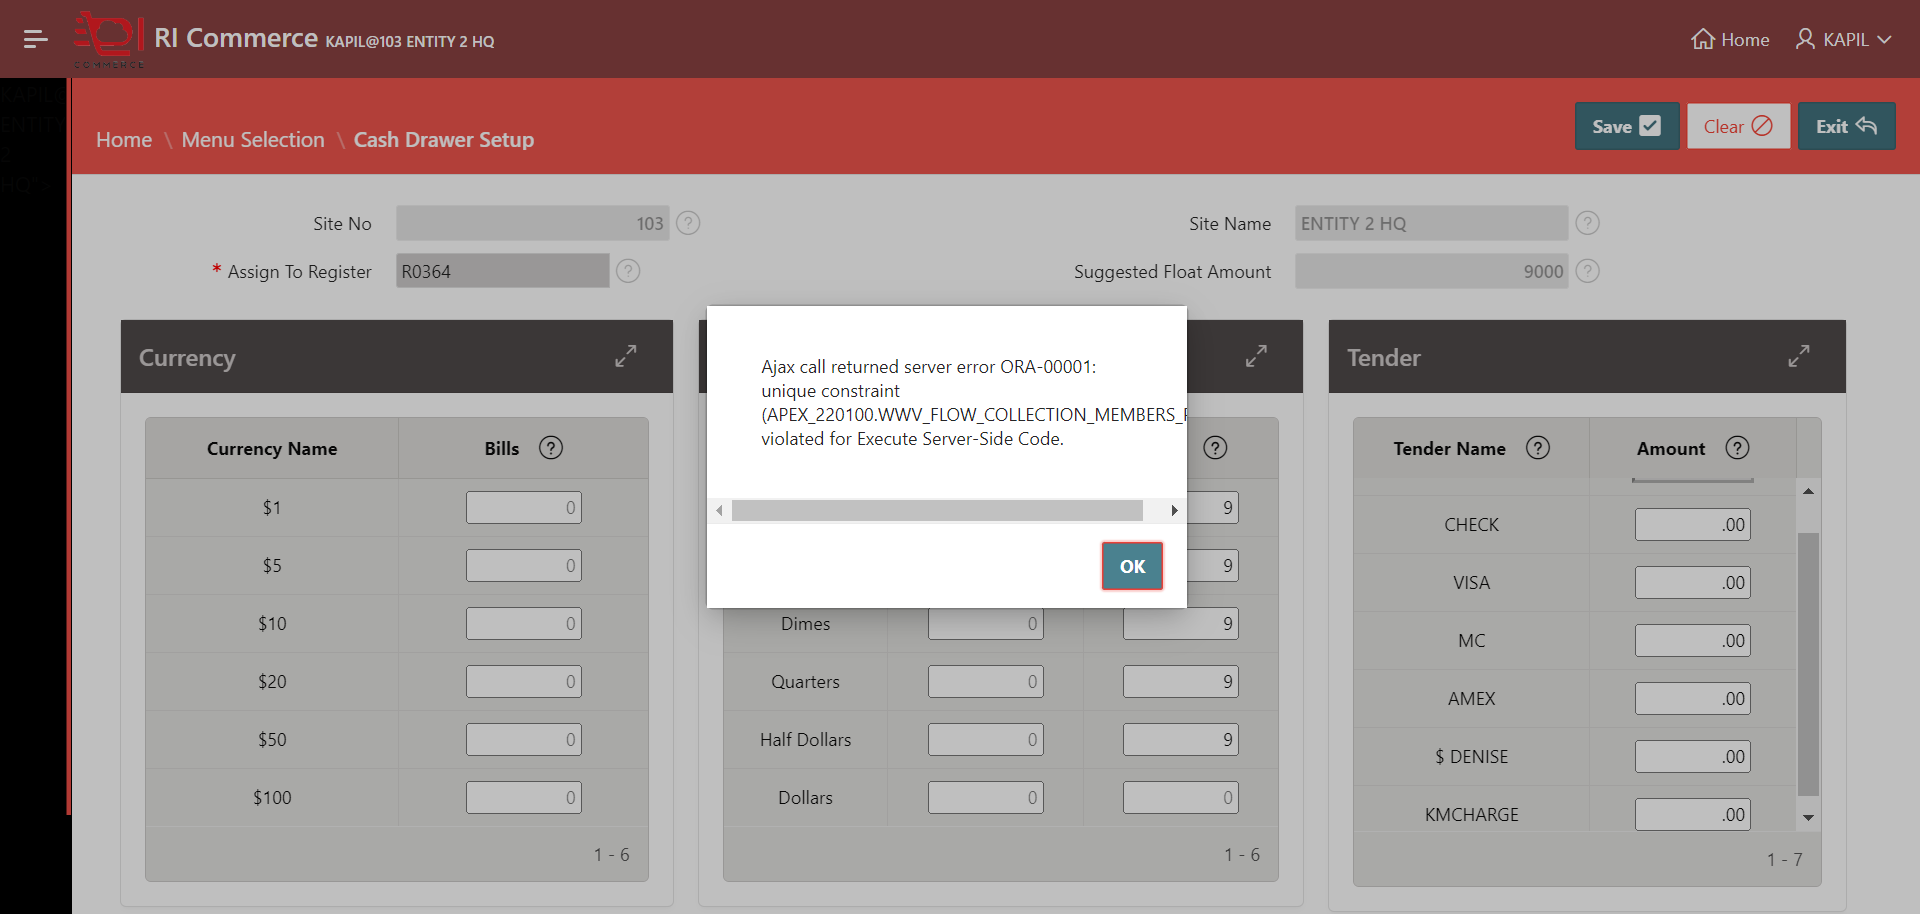 RI Commerce KAPIL@103 ENTITY 2 HQ
COMMERCE
Home
KAPIL
KAPIL@
ENTITY
2
HQ">
Home \ Menu Selection \ Cash Drawer Setup
Save
Clear
Exit
Site No 103 ?
Site Name ENTITY 2 HQ ?
* Assign To Register R0364 ?
Suggested Float Amount 9000 ?
Ajax call returned server error ORA-00001:
unique constraint
(APEX_220100.WWV_FLOW_COLLECTION_MEMBERS_
violated for Execute Server-Side Code.
OK
Currency
Currency Name Bills ?
$1 0
$5 0
$10 0
$20 0
$50 0
$100 0
1 - 6
?
9
9
Dimes 0 9
Quarters 0 9
Half Dollars 0 9
Dollars 0 0
1 - 6
Tender
Tender Name ? Amount ?
CHECK .00
VISA .00
MC .00
AMEX .00
$ DENISE .00
KMCHARGE .00
1 - 7